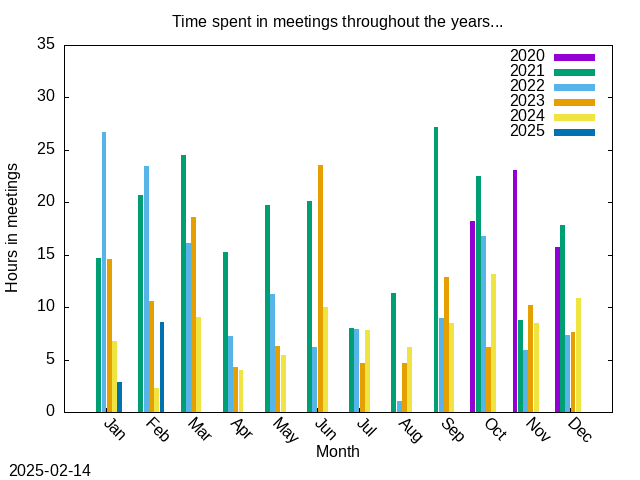 Time spent in meetings throughout the years...
35
30
25
20
15
10
5
0
Hours in meetings
2020
2021
2022
2023
2024
2025
Jan
Feb
Mar
Apr
May
Jun
Jul
Aug
Sep
Oct
Nov
Dec
Month
2025-02-14